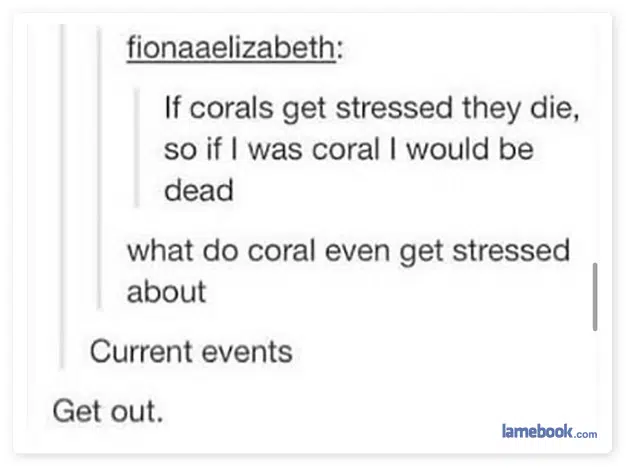 fionaaelizabeth:
If corals get stressed they die,
so if I was coral I would be
dead
what do coral even get stressed
about
Current events
Get out.
lamebook.com